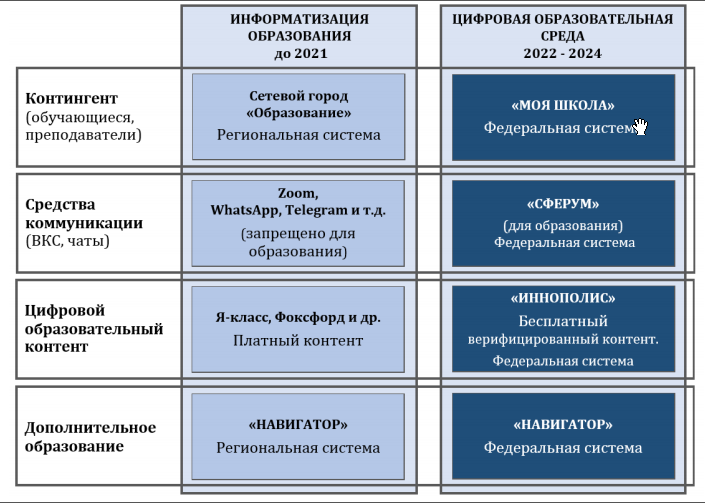 ИНФОРМАТИЗАЦИЯ
ОБРАЗОВАНИЯ
до 2021
ЦИФРОВАЯ ОБРАЗОВАТЕЛЬНАЯ
СРЕДА
2022 - 2024
Контингент
(обучающиеся,
преподаватели)
Сетевой город
«Образование»
Региональная система
«МОЯ ШКОЛА»
Федеральная система
Средства
коммуникации
(ВКС, чаты)
Zoom,
WhatsApp, Telegram и т.д.
(запрещено для
образования)
«СФЕРУМ»
(для образования)
Федеральная система
Цифровой
образовательный
контент
Я-класс, Фоксфорд и др.
Платный контент
«ИННОПОЛИС»
Бесплатный
верифицированный контент.
Федеральная система
Дополнительное
образование
«НАВИГАТОР»
Региональная система
«НАВИГАТОР»
Федеральная система